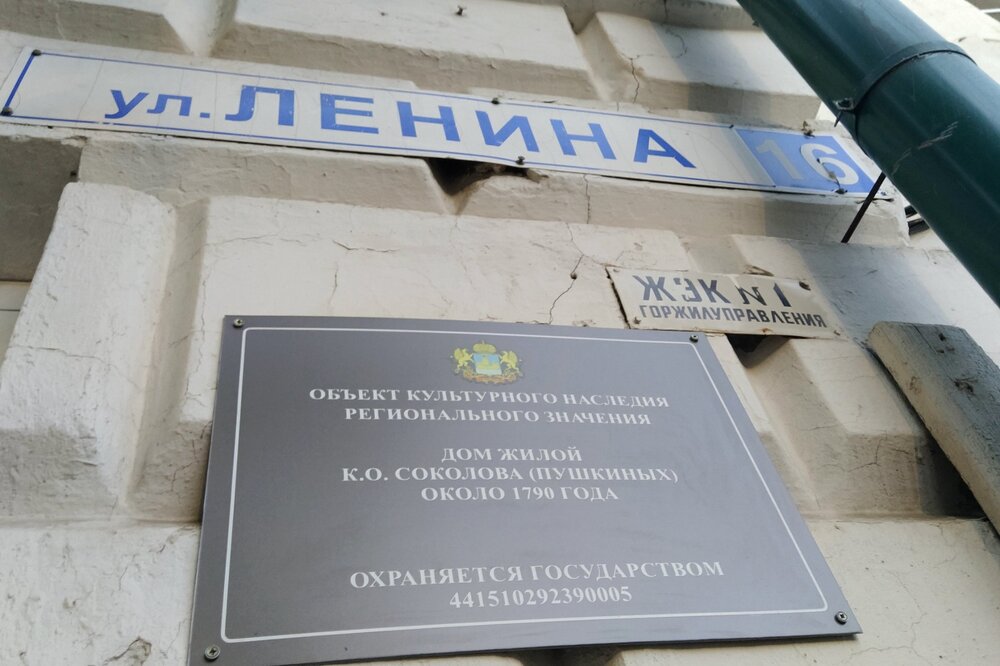 ул. ЛЕНИНА 16
ЖЭК №1
ГОРЖИЛУПРАВЛЕНИЯ
ОБЪЕКТ КУЛЬТУРНОГО НАСЛЕДИЯ
РЕГИОНАЛЬНОГО ЗНАЧЕНИЯ
ДОМ ЖИЛОЙ
К.О. СОКОЛОВА (ПУШКИНЫХ)
ОКОЛО 1790 ГОДА
ОХРАНЯЕТСЯ ГОСУДАРСТВОМ
441510292390005